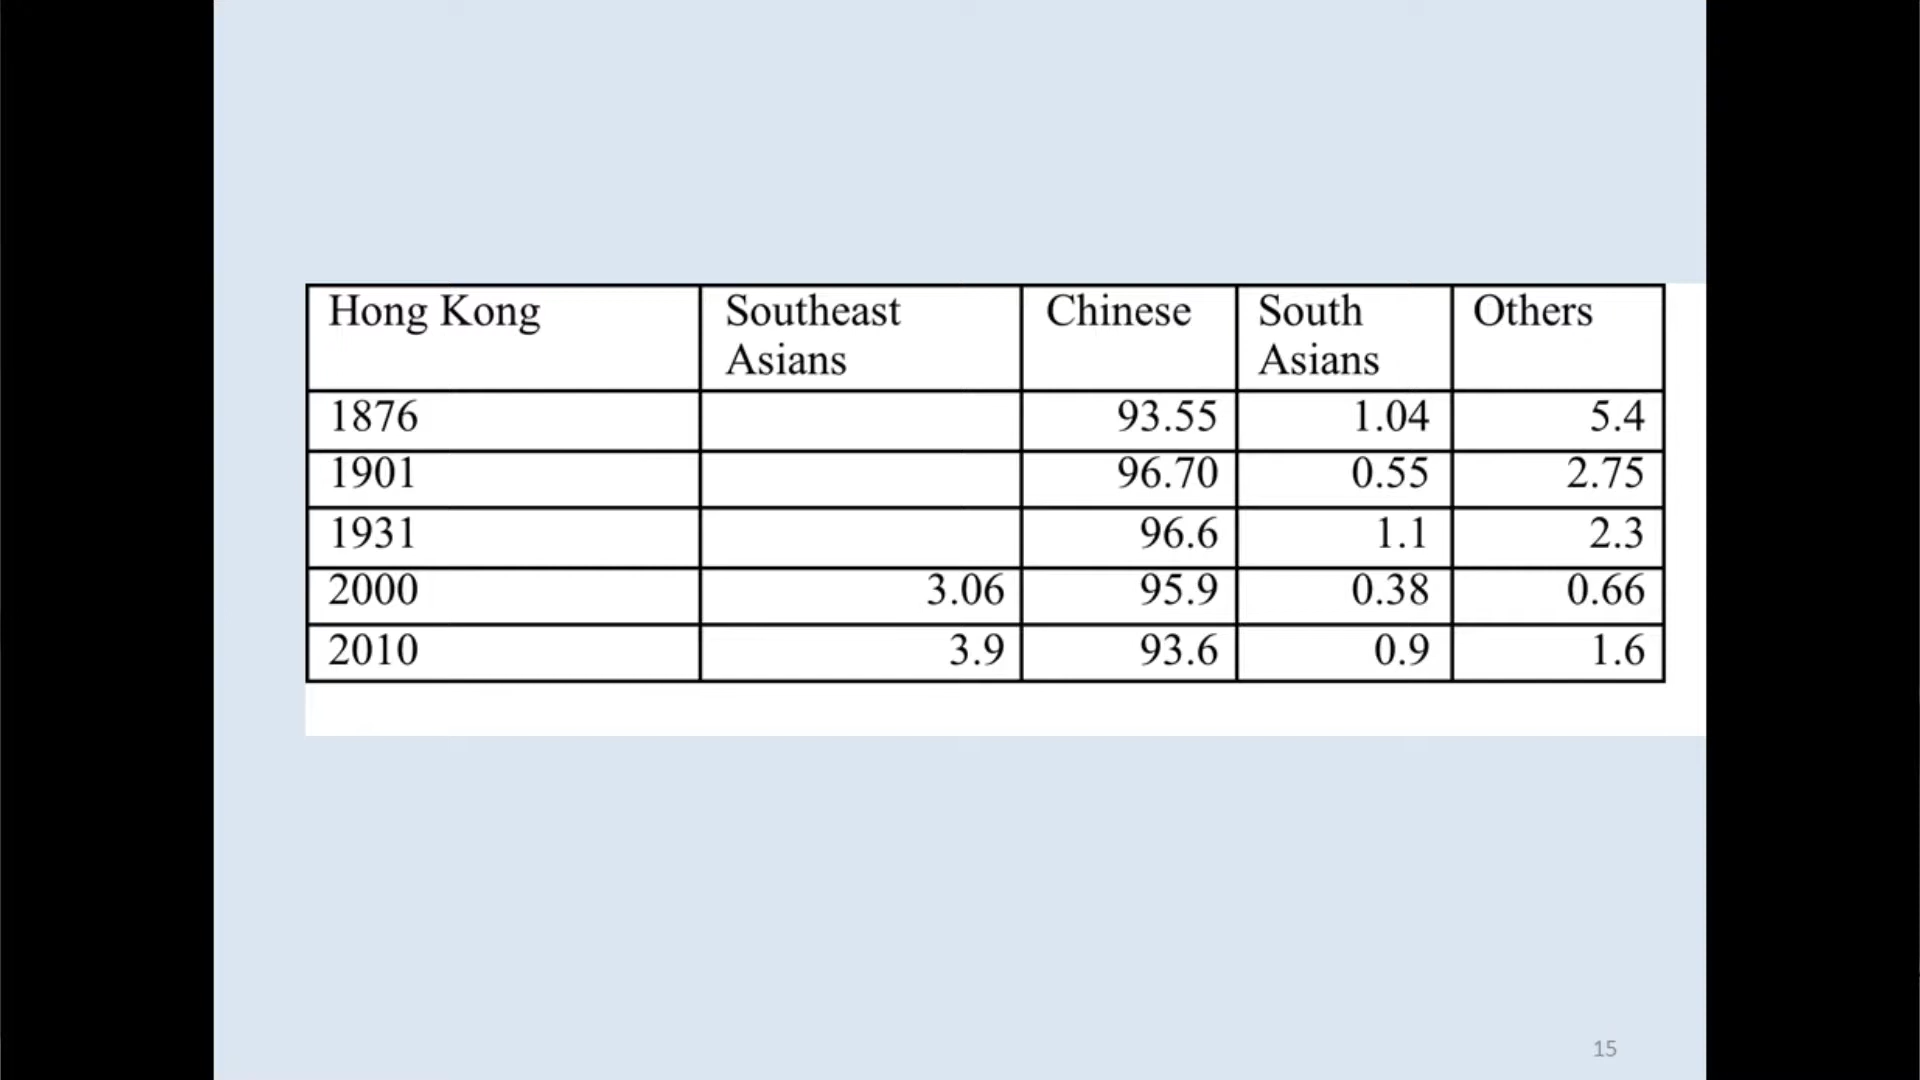 Hong Kong Southeast Asians Chinese South Asians Others
1876 93.55 1.04 5.4
1901 96.70 0.55 2.75
1931 96.6 1.1 2.3
2000 3.06 95.9 0.38 0.66
2010 3.9 93.6 0.9 1.6
15